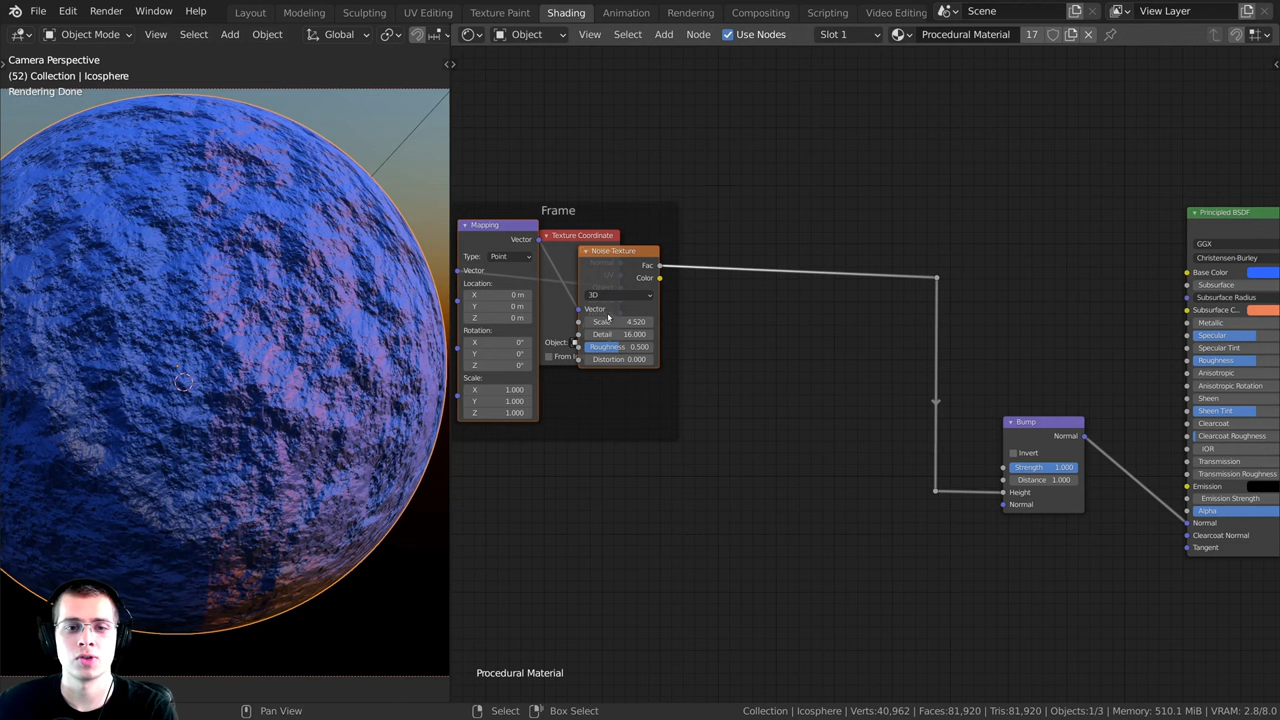 File Edit Render Window Help Layout Modeling Sculpting UV Editing Texture Paint Shading Animation Rendering Compositing Scripting Video Editing Scene View Layer
Object Mode View Select Add Object Global Object View Select Add Node Use Nodes Slot 1 Procedural Material 17
Camera Perspective
(52) Collection | Icosphere
Rendering Done
Frame
Mapping
Vector
Type: Point
Vector
Location:
X 0 m
Y 0 m
Z 0 m
Rotation:
X 0°
Y 0°
Z 0°
Scale:
X 1.000
Y 1.000
Z 1.000
Texture Coordinate
Normal
UV
Object
Object:
Noise Texture
Fac
Color
3D
Vector
Scale 4.520
Detail 16.000
Roughness 0.500
Distortion 0.000
Bump
Normal
Invert
Strength 1.000
Distance 1.000
Height
Normal
Principled BSDF
GGX
Christensen-Burley
Base Color
Subsurface
Subsurface Radius
Subsurface C...
Metallic
Specular
Specular Tint
Roughness
Anisotropic
Anisotropic Rotation
Sheen
Sheen Tint
Clearcoat
Clearcoat Roughness
IOR
Transmission
Transmission Roughness
Emission
Emission Strength
Alpha
Normal
Clearcoat Normal
Tangent
Procedural Material
Pan View Select Box Select Collection | Icosphere | Verts:40,962 | Faces:81,920 | Tris:81,920 | Objects:1/3 | Memory: 510.1 MiB | VRAM: 2.8/8.0